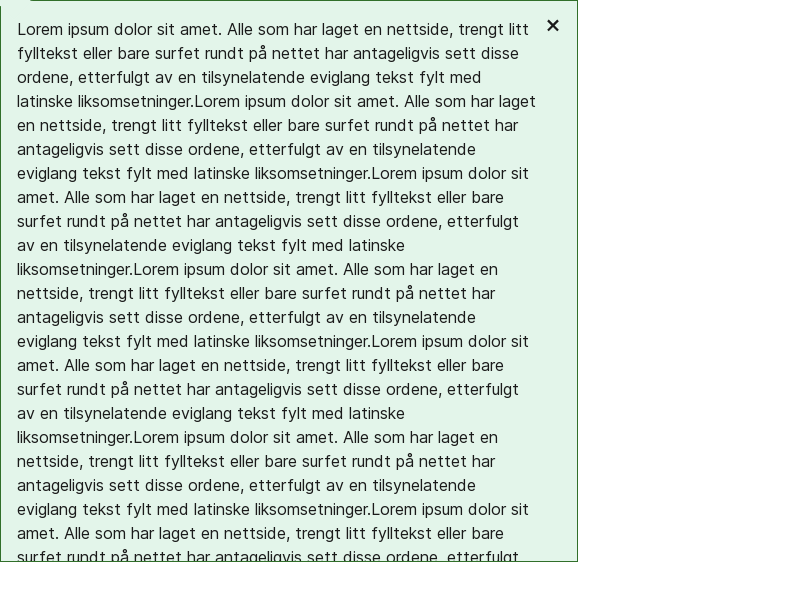 Lorem ipsum dolor sit amet. Alle som har laget en nettside, trengt litt
fylltekst eller bare surfet rundt på nettet har antageligvis sett disse
ordene, etterfulgt av en tilsynelatende eviglang tekst fylt med
latinske liksomsetninger.Lorem ipsum dolor sit amet. Alle som har laget
en nettside, trengt litt fylltekst eller bare surfet rundt på nettet har
antageligvis sett disse ordene, etterfulgt av en tilsynelatende
eviglang tekst fylt med latinske liksomsetninger.Lorem ipsum dolor sit
amet. Alle som har laget en nettside, trengt litt fylltekst eller bare
surfet rundt på nettet har antageligvis sett disse ordene, etterfulgt
av en tilsynelatende eviglang tekst fylt med latinske
liksomsetninger.Lorem ipsum dolor sit amet. Alle som har laget en
nettside, trengt litt fylltekst eller bare surfet rundt på nettet har
antageligvis sett disse ordene, etterfulgt av en tilsynelatende
eviglang tekst fylt med latinske liksomsetninger.Lorem ipsum dolor sit
amet. Alle som har laget en nettside, trengt litt fylltekst eller bare
surfet rundt på nettet har antageligvis sett disse ordene, etterfulgt
av en tilsynelatende eviglang tekst fylt med latinske
liksomsetninger.Lorem ipsum dolor sit amet. Alle som har laget en
nettside, trengt litt fylltekst eller bare surfet rundt på nettet har
antageligvis sett disse ordene, etterfulgt av en tilsynelatende
eviglang tekst fylt med latinske liksomsetninger.Lorem ipsum dolor sit
amet. Alle som har laget en nettside, trengt litt fylltekst eller bare
surfet rundt på nettet har antageligvis sett disse ordene, etterfulgt